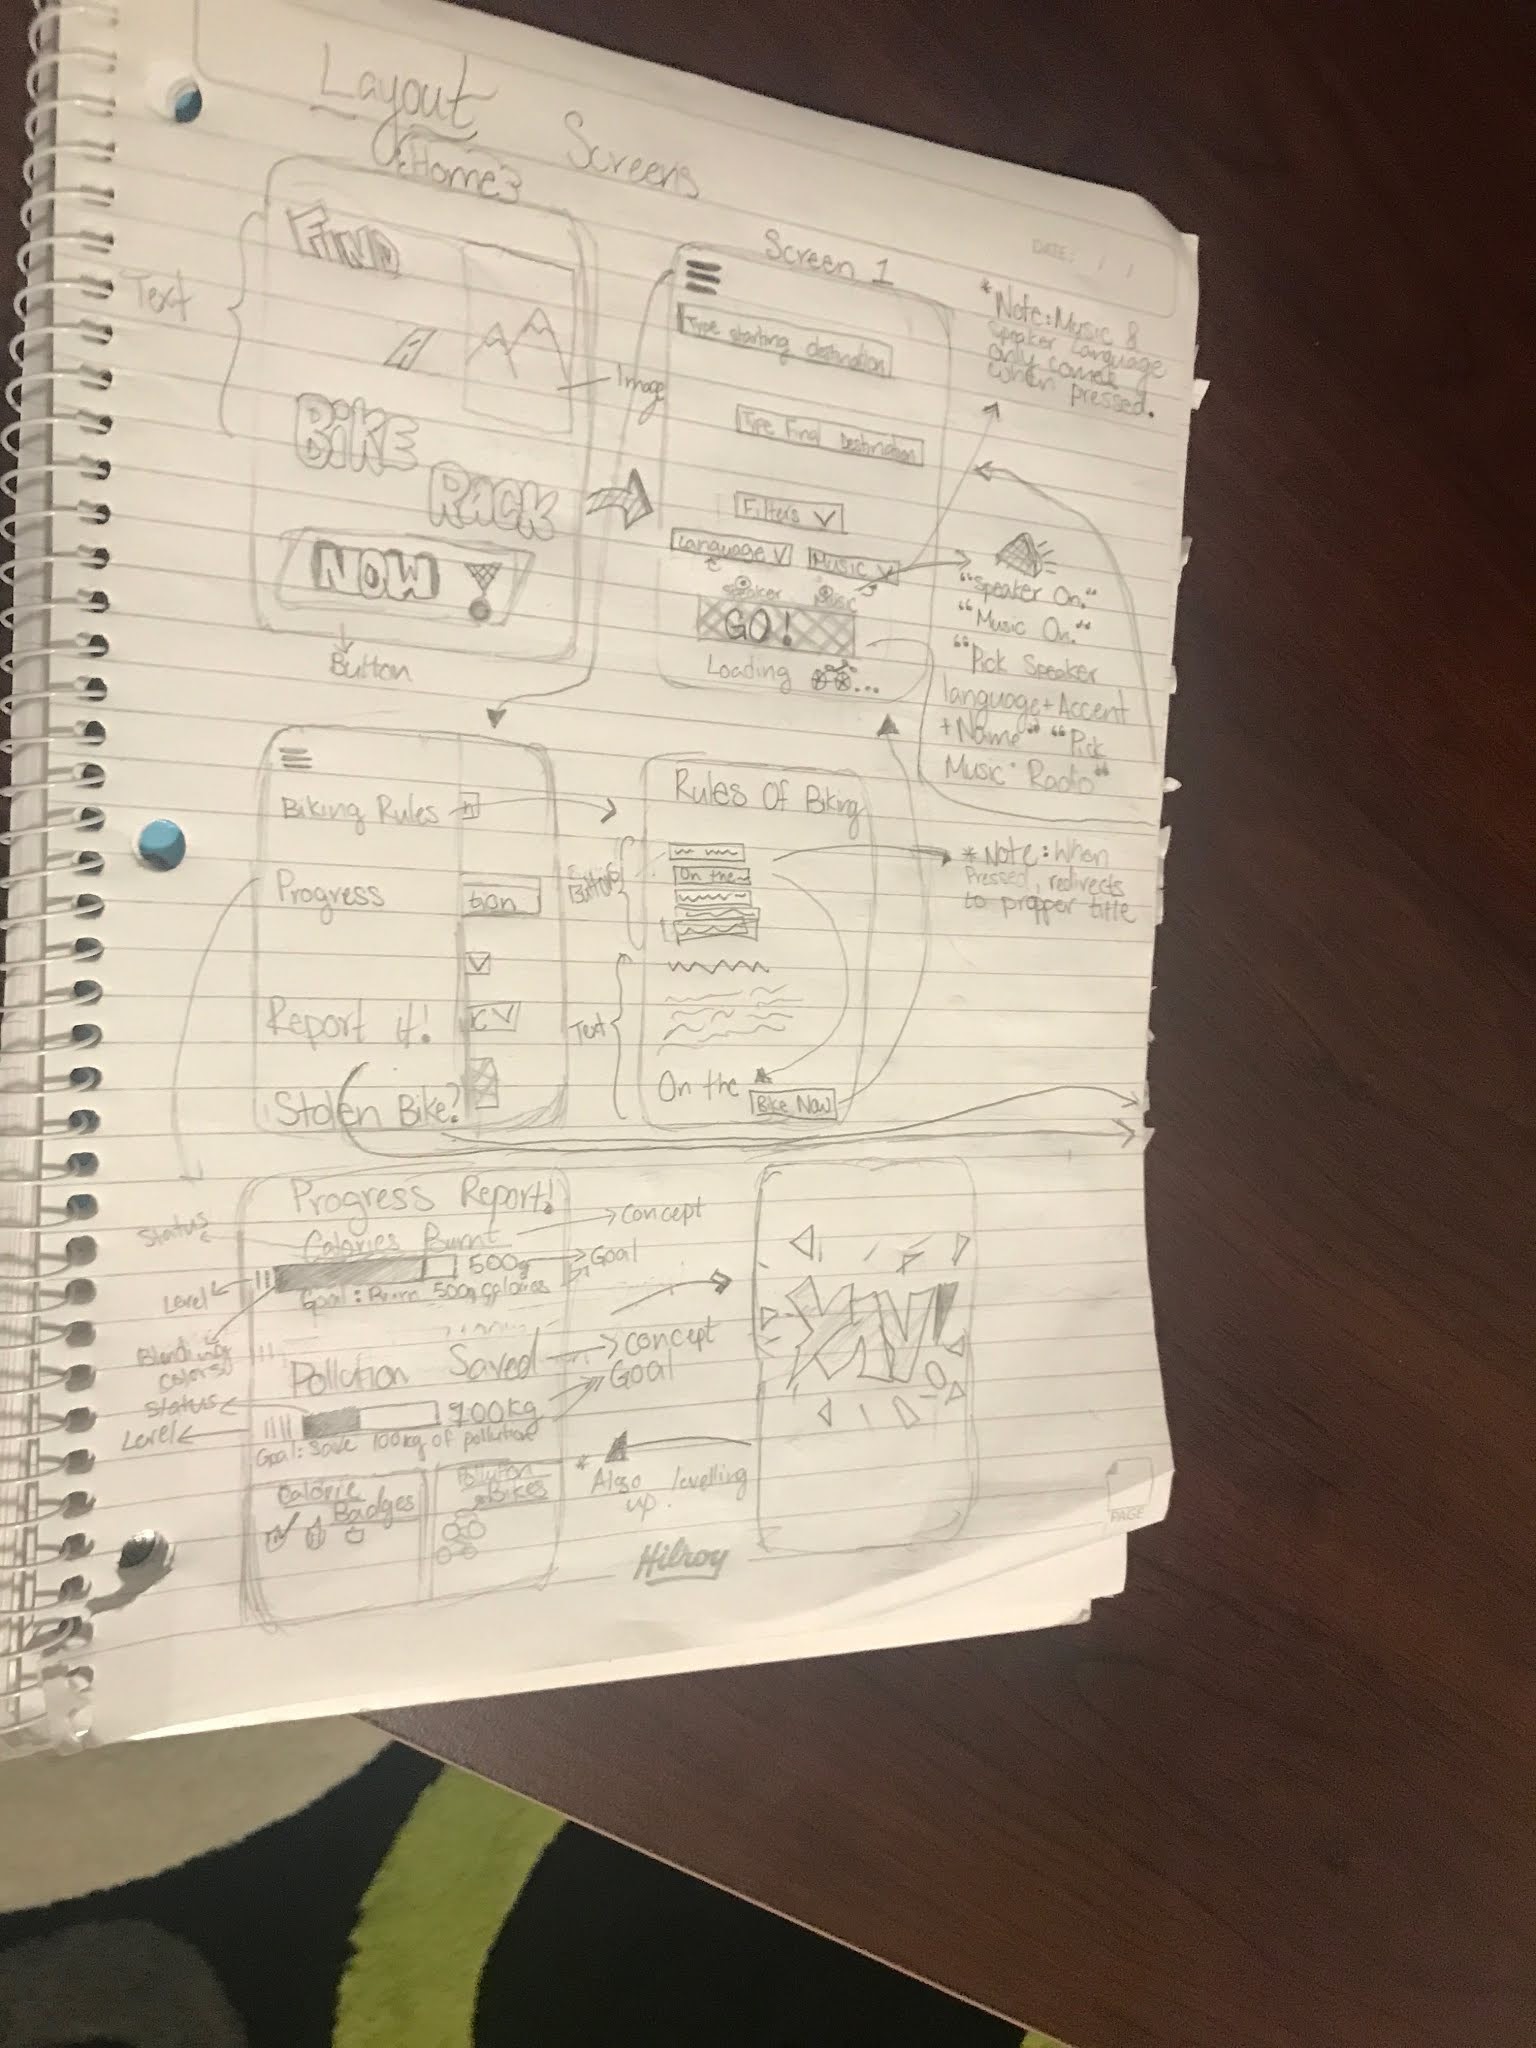 Layout Screens
DATE: / /
Home
FIND
A
BIKE
RACK
NOW
Text
Image
Button
Screen 1
Type starting destination
Type Final Destination
Filters
Language
Music
Speaker
Music
GO!
Loading ...
*Note: Music &
Speaker Language
only comes
when pressed.
"Speaker On."
"Music On."
"Pick Speaker
language + Accent
+ Name" "Pick
Music Radio"
Biking Rules
n
Progress
tion
Report it!
Stolen Bike?
Rules Of Biking
On the
Text
On the
Bike Now
*Note: When
Pressed, redirects
to propper title
Progress Report!
Calories Burnt
500g
Goal: Burn 500g calories
Status
Level
Concept
Goal
Pollution Saved
100kg
Goal: Save 100kg of pollution
Concept
Goal
Status
Level
Calorie
Badges
Pollution
Bikes
*Also levelling
up.
Hilroy
PAGE